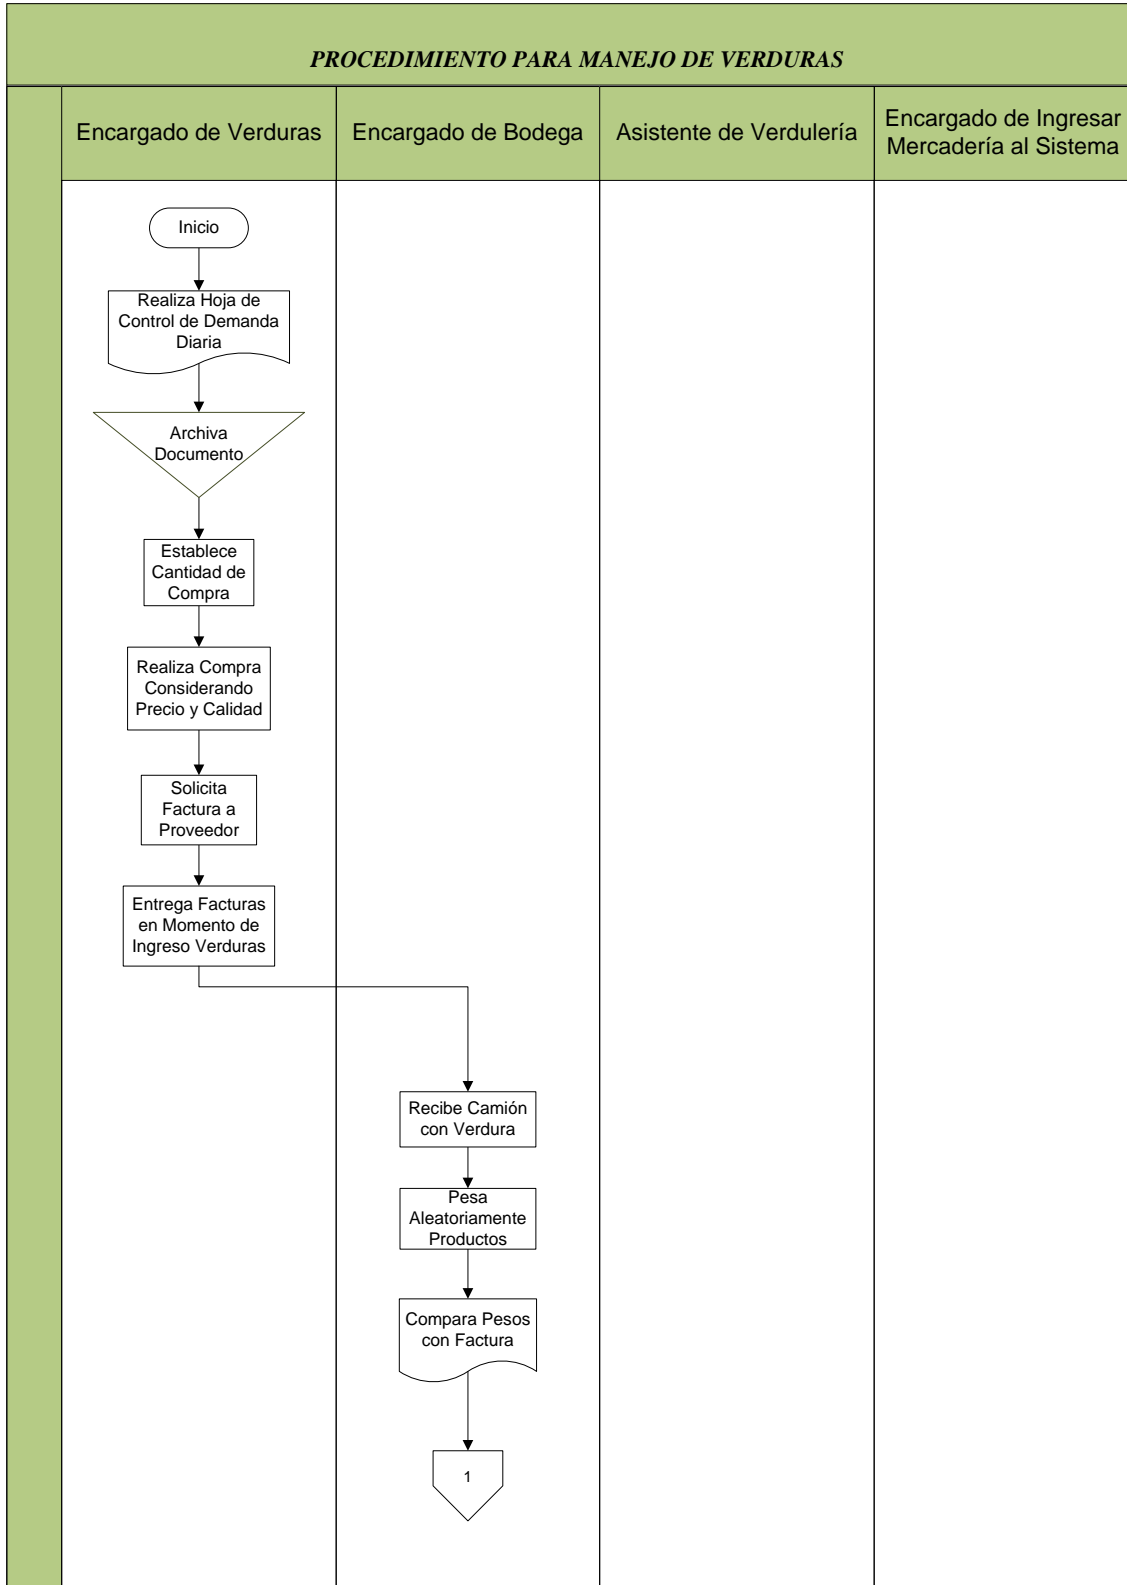 PROCEDIMIENTO PARA MANEJO DE VERDURAS
Encargado de Verduras
Encargado de Bodega
Asistente de Verdulería
Encargado de Ingresar
Mercadería al Sistema
Inicio
Realiza Hoja de
Control de Demanda
Diaria
Archiva
Documento
Establece
Cantidad de
Compra
Realiza Compra
Considerando
Precio y Calidad
Solicita
Factura a
Proveedor
Entrega Facturas
en Momento de
Ingreso Verduras
Recibe Camión
con Verdura
Pesa
Aleatoriamente
Productos
Compara Pesos
con Factura
1